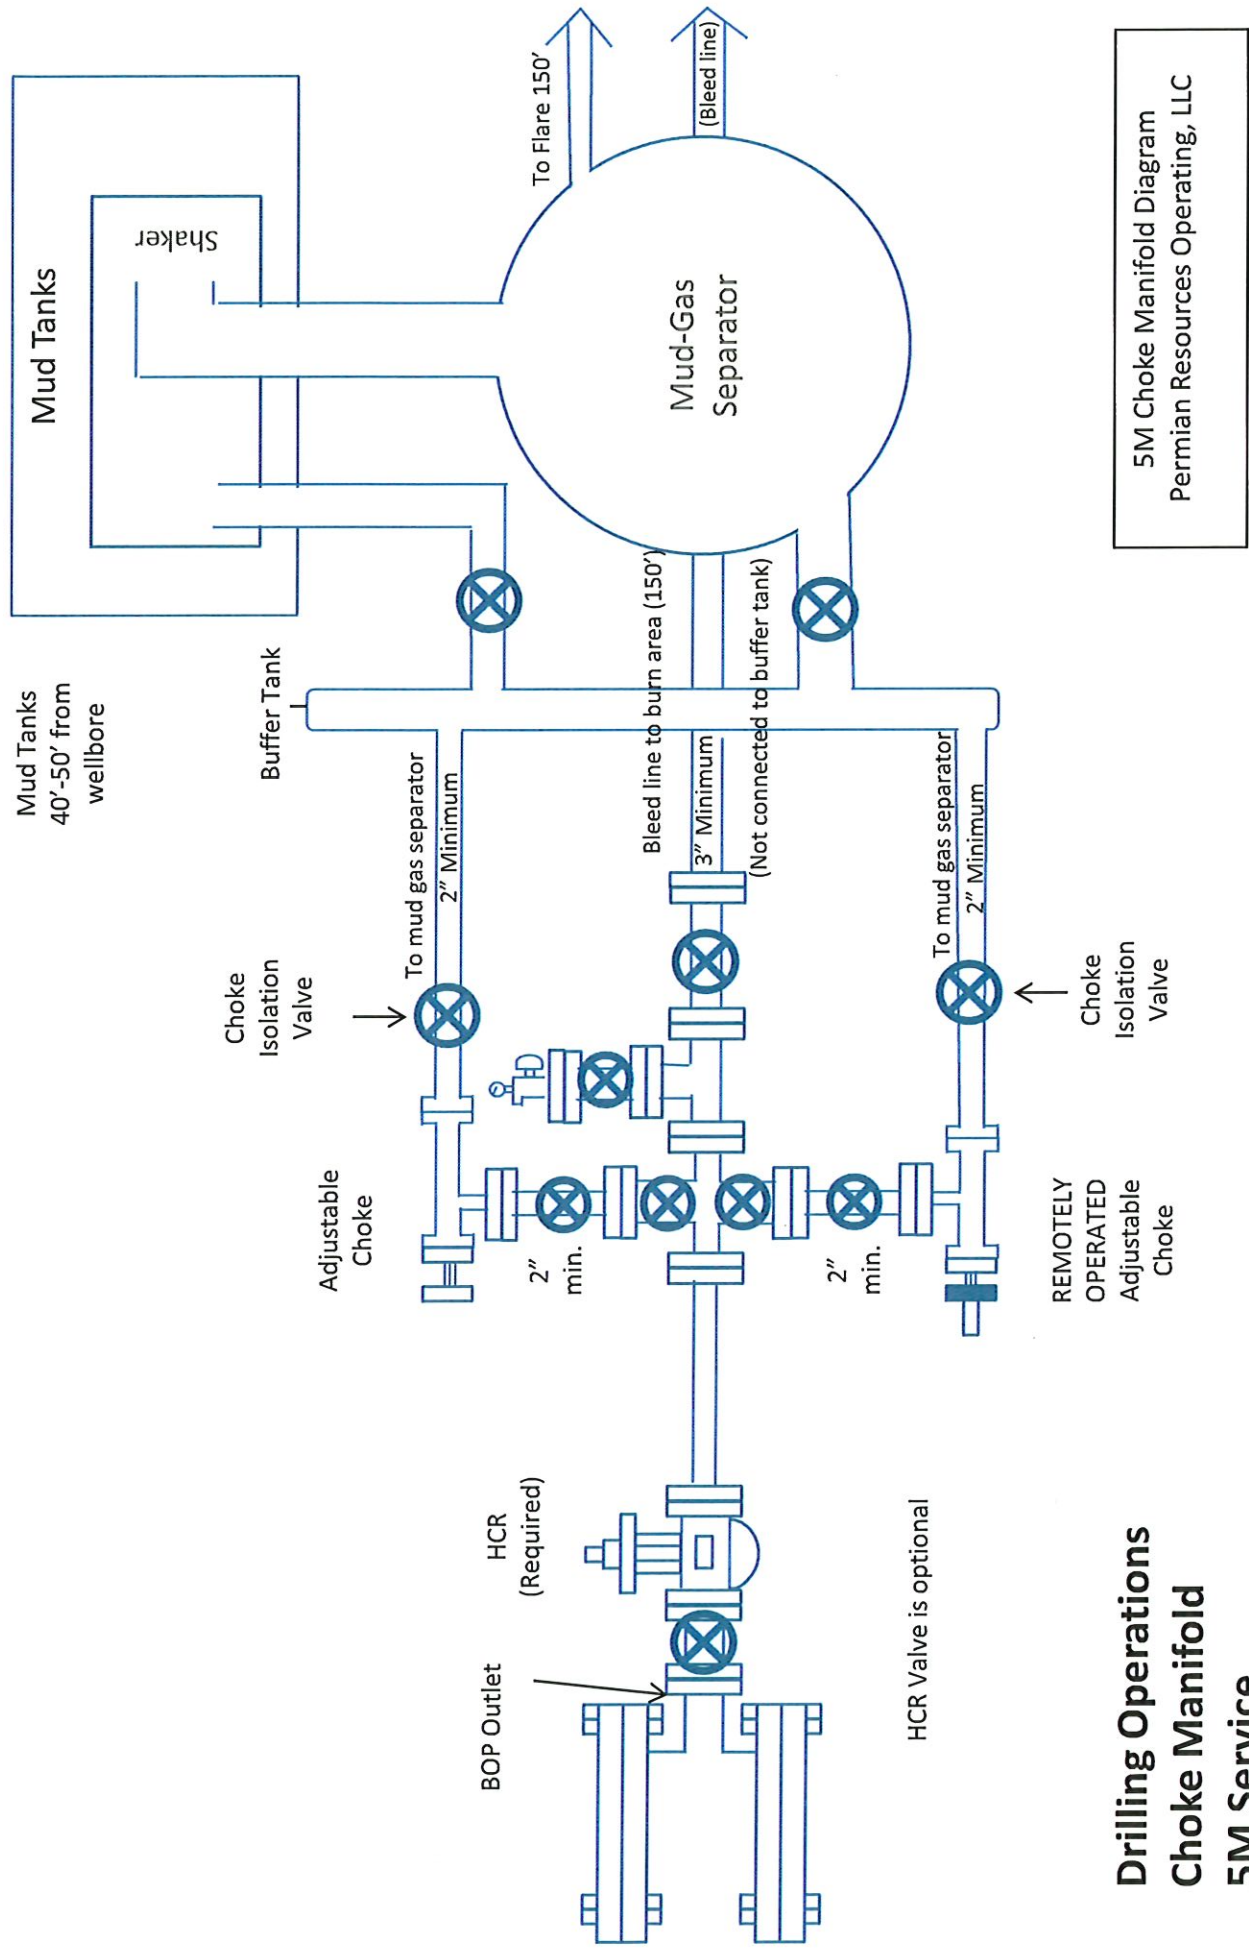 Mud Tanks
40'-50' from
wellbore
Mud Tanks
Shaker
Buffer Tank
To Flare 150'
(Bleed line)
Mud-Gas
Separator
Choke
Isolation
Valve
To mud gas separator
2" Minimum
Bleed line to burn area (150')
3" Minimum
(Not connected to buffer tank)
To mud gas separator
2" Minimum
Choke
Isolation
Valve
Adjustable
Choke
2"
min.
2"
min.
REMOTELY
OPERATED
Adjustable
Choke
HCR
(Required)
BOP Outlet
HCR Valve is optional
Drilling Operations
Choke Manifold
5M Service
5M Choke Manifold Diagram
Permian Resources Operating, LLC